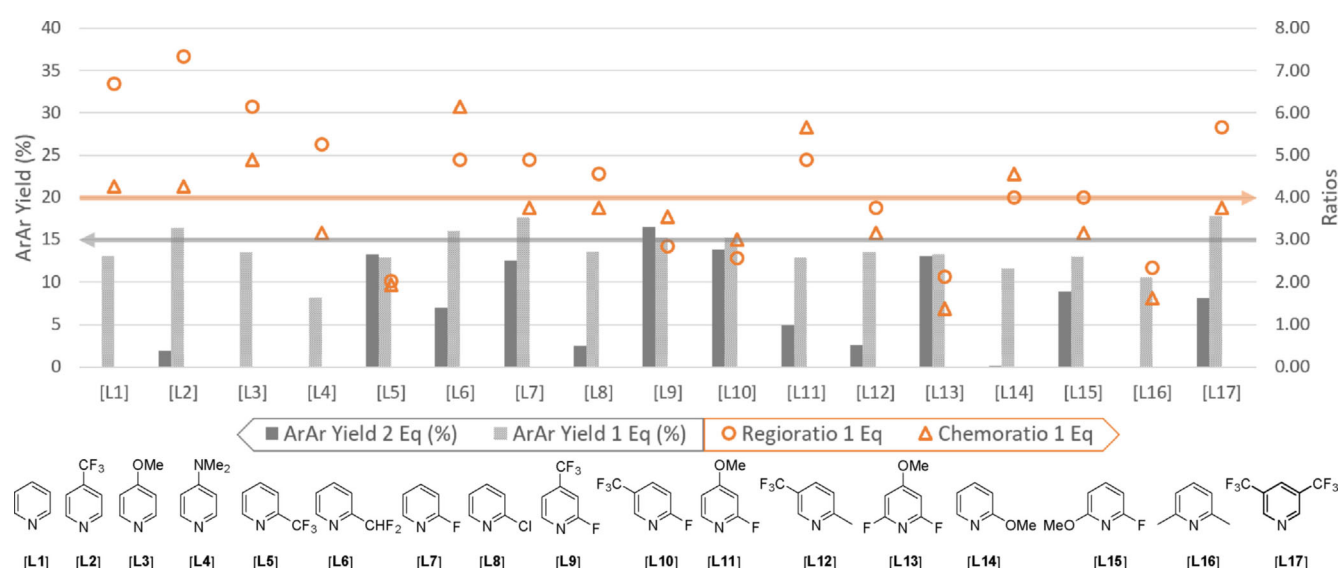 40
35
30
25
20
15
10
5
0
ArAr Yield (%)
8.00
7.00
6.00
5.00
4.00
3.00
2.00
1.00
0.00
Ratios
[L1] [L2] [L3] [L4] [L5] [L6] [L7] [L8] [L9] [L10] [L11] [L12] [L13] [L14] [L15] [L16] [L17]
ArAr Yield 2 Eq (%) ArAr Yield 1 Eq (%) Regioratio 1 Eq Chemoratio 1 Eq
N
CF3
N
OMe
N
NMe2
N
N CF3
N CHF2
N F
N Cl
CF3
N F
F3C
N F
OMe
N F
F3C
N
OMe
F N F
N OMe
MeO N F
N
F3C CF3
N
[L1] [L2] [L3] [L4] [L5] [L6] [L7] [L8] [L9] [L10] [L11] [L12] [L13] [L14] [L15] [L16] [L17]